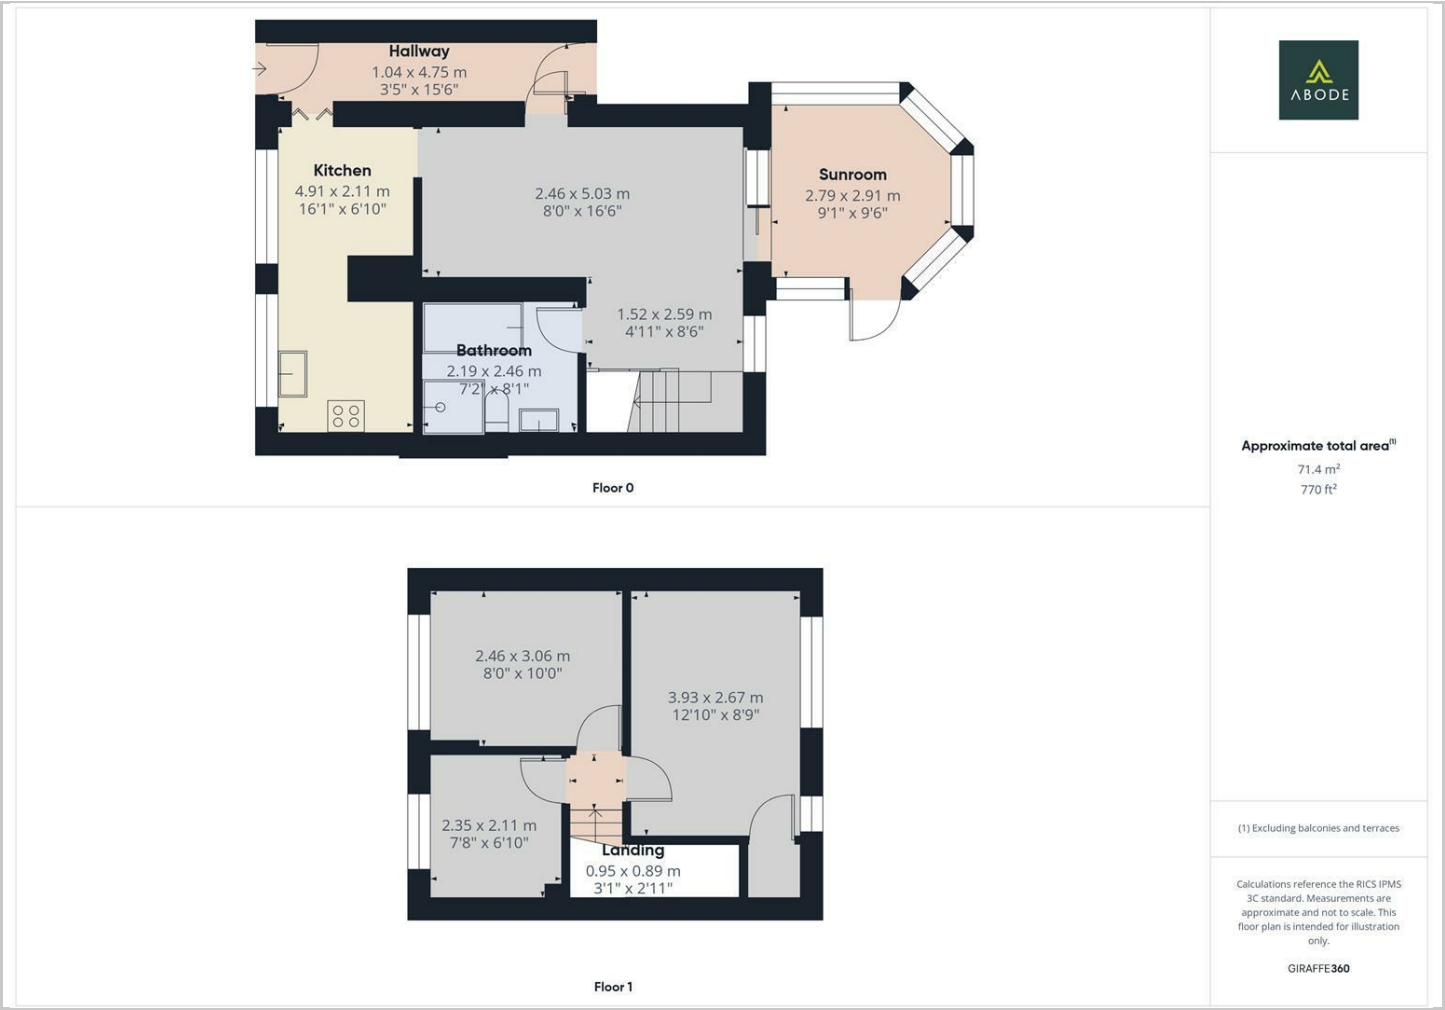 Hallway
1.04 x 4.75 m
3'5" x 15'6"
Kitchen
4.91 x 2.11 m
16'1" x 6'10"
2.46 x 5.03 m
8'0" x 16'6"
Sunroom
2.79 x 2.91 m
9'1" x 9'6"
1.52 x 2.59 m
4'11" x 8'6"
Bathroom
2.19 x 2.46 m
7'2" x 8'1"
Floor 0
2.46 x 3.06 m
8'0" x 10'0"
3.93 x 2.67 m
12'10" x 8'9"
2.35 x 2.11 m
7'8" x 6'10"
Landing
0.95 x 0.89 m
3'1" x 2'11"
Floor 1
ABODE
Approximate total area(1)
71.4 m²
770 ft²
(1) Excluding balconies and terraces
Calculations reference the RICS IPMS
3C standard. Measurements are
approximate and not to scale. This
floor plan is intended for illustration
only.
GIRAFFE360